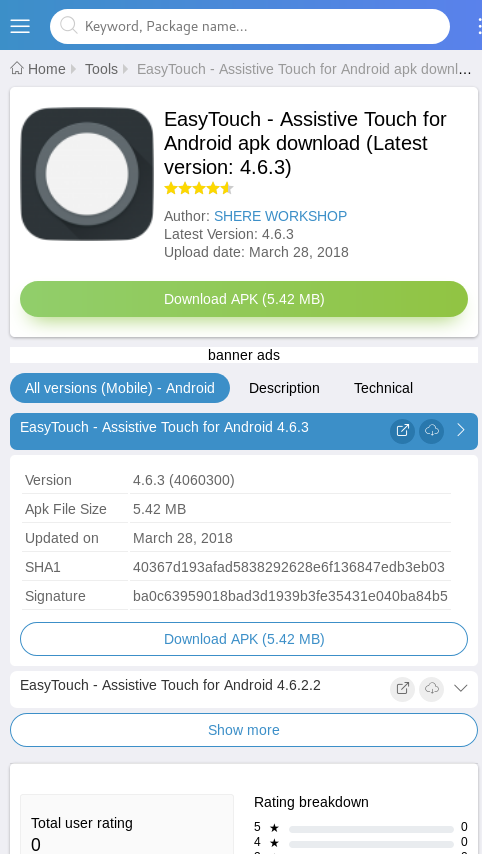 Keyword, Package name...
Home Tools EasyTouch - Assistive Touch for Android apk downl...
EasyTouch - Assistive Touch for
Android apk download (Latest
version: 4.6.3)
Author: SHERE WORKSHOP
Latest Version: 4.6.3
Upload date: March 28, 2018
Download APK (5.42 MB)
banner ads
All versions (Mobile) - Android Description Technical
EasyTouch - Assistive Touch for Android 4.6.3
Version 4.6.3 (4060300)
Apk File Size 5.42 MB
Updated on March 28, 2018
SHA1 40367d193afad5838292628e6f136847edb3eb03
Signature ba0c63959018bad3d1939b3fe35431e040ba84b5
Download APK (5.42 MB)
EasyTouch - Assistive Touch for Android 4.6.2.2
Show more
Rating breakdown
Total user rating
0
5 ★ 0
4 ★ 0